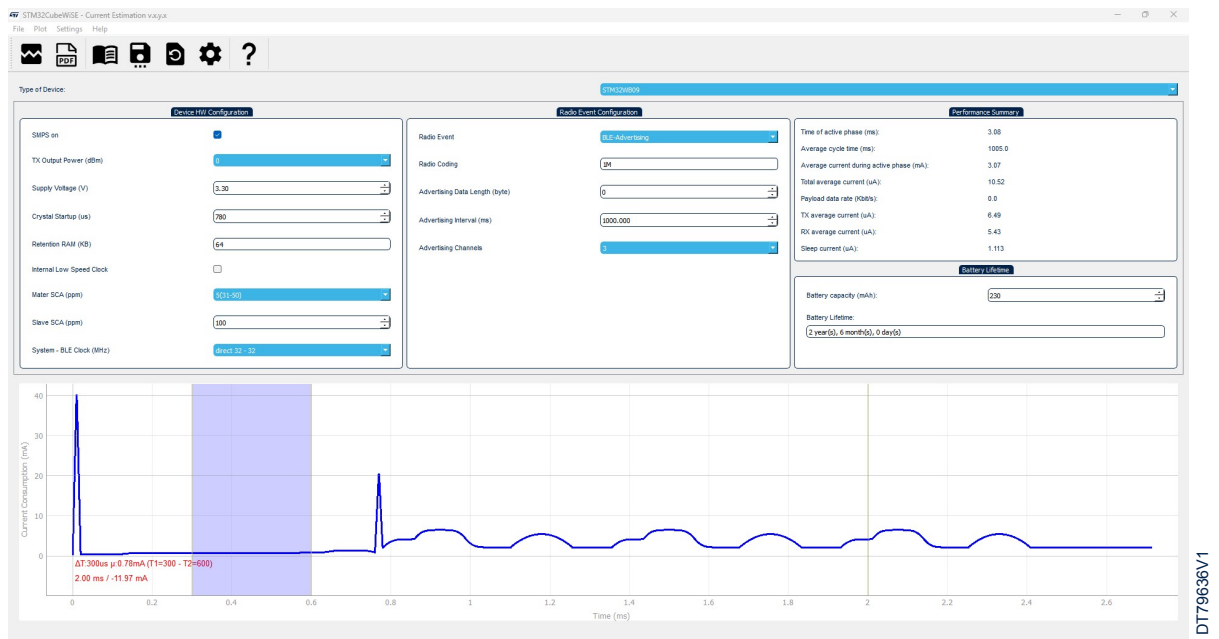 STM32CubeWiSE - Current Estimation v.x.y.x
File Plot Settings Help
PDF
Type of Device:
STM32WB09
Device HW Configuration
SMPS on
TX Output Power (dBm)
0
Supply Voltage (V)
3.30
Crystal Startup (us)
780
Retention RAM (KB)
64
Internal Low Speed Clock
Mater SCA (ppm)
5(31-50)
Slave SCA (ppm)
100
System - BLE Clock (MHz)
direct 32 - 32
Radio Event Configuration
Radio Event
BLE-Advertising
Radio Coding
1M
Advertising Data Length (byte)
0
Advertising Interval (ms)
1000.000
Advertising Channels
3
Performance Summary
Time of active phase (ms): 3.08
Average cycle time (ms): 1005.0
Average current during active phase (mA): 3.07
Total average current (uA): 10.52
Payload data rate (Kbit/s): 0.0
TX average current (uA): 6.49
RX average current (uA): 5.43
Sleep current (uA): 1.113
Battery Lifetime
Battery capacity (mAh):
230
Battery Lifetime:
2 year(s), 6 month(s), 0 day(s)
Current Consumption (mA)
40
30
20
10
0
ΔT:300us μ:0.78mA (T1=300 - T2=600)
2.00 ms / -11.97 mA
0 0.2 0.4 0.6 0.8 1 1.2 1.4 1.6 1.8 2 2.2 2.4 2.6
Time (ms)
DT79636V1